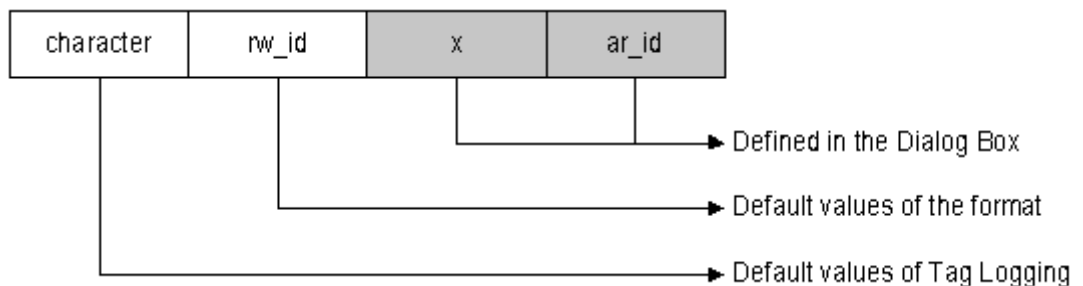 character rw_id x ar_id
Defined in the Dialog Box
Default values of the format
Default values of Tag Logging